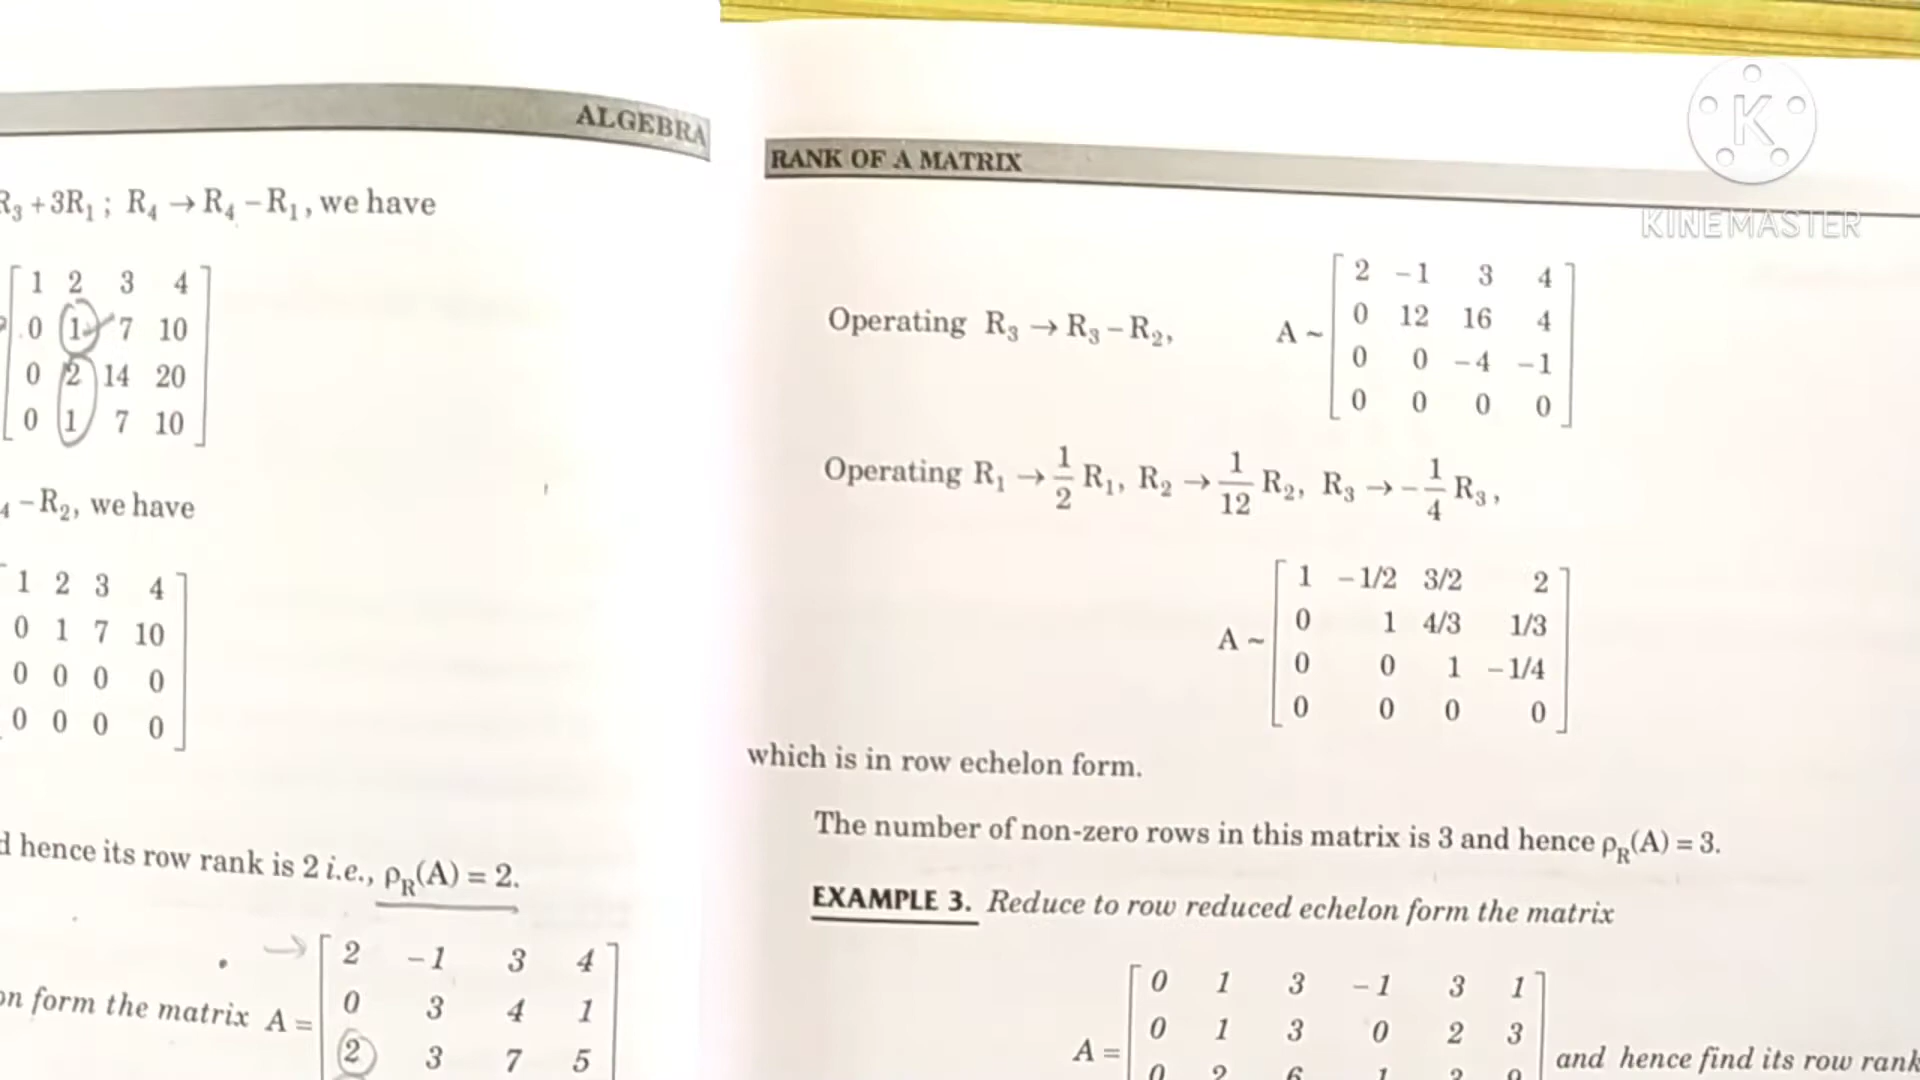 ALGEBRA
R₃ + 3R₁ ; R₄ → R₄ – R₁, we have
1 2 3 4
0 1 7 10
0 2 14 20
0 1 7 10
– R₂, we have
1 2 3 4
0 1 7 10
0 0 0 0
0 0 0 0
hence its row rank is 2 i.e., ρ_R(A) = 2.
2 –1 3 4
form the matrix A = 0 3 4 1
2 3 7 5
RANK OF A MATRIX
KINEMASTER
2 –1 3 4
Operating R₃ → R₃ – R₂, A ~ 0 12 16 4
0 0 –4 –1
0 0 0 0
Operating R₁ → 1/2 R₁, R₂ → 1/12 R₂, R₃ → –1/4 R₃,
1 –1/2 3/2 2
A ~ 0 1 4/3 1/3
0 0 1 –1/4
0 0 0 0
which is in row echelon form.
The number of non-zero rows in this matrix is 3 and hence ρ_R(A) = 3.
EXAMPLE 3. Reduce to row reduced echelon form the matrix
0 1 3 –1 3 1
0 1 3 0 2 3
A = and hence find its row rank